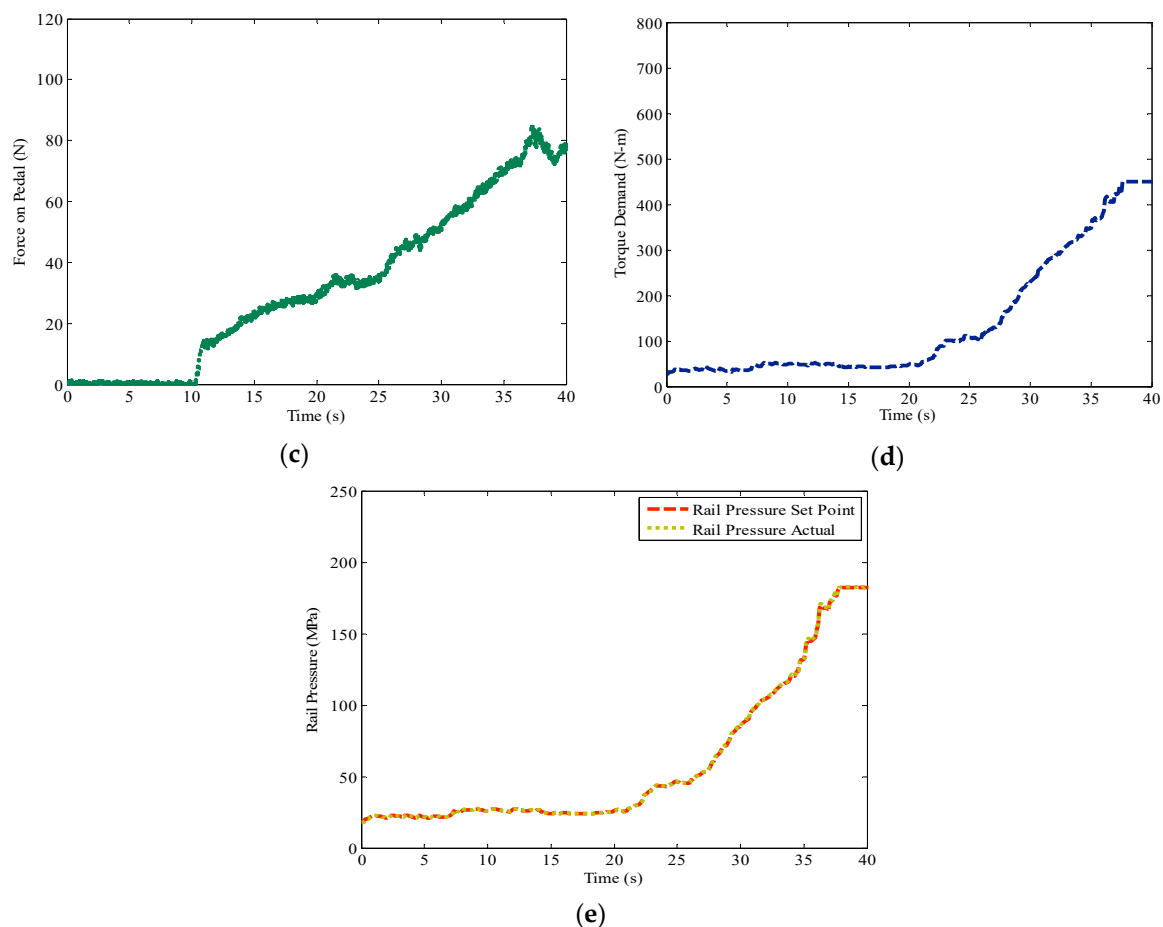 120
100
80
60
40
20
0
Force on Pedal (N)
0 5 10 15 20 25 30 35 40
Time (s)
(c)
800
700
600
500
400
300
200
100
0
Torque Demand (N-m)
0 5 10 15 20 25 30 35 40
Time (s)
(d)
250
200
150
100
50
0
Rail Pressure (MPa)
Rail Pressure Set Point
Rail Pressure Actual
0 5 10 15 20 25 30 35 40
Time (s)
(e)